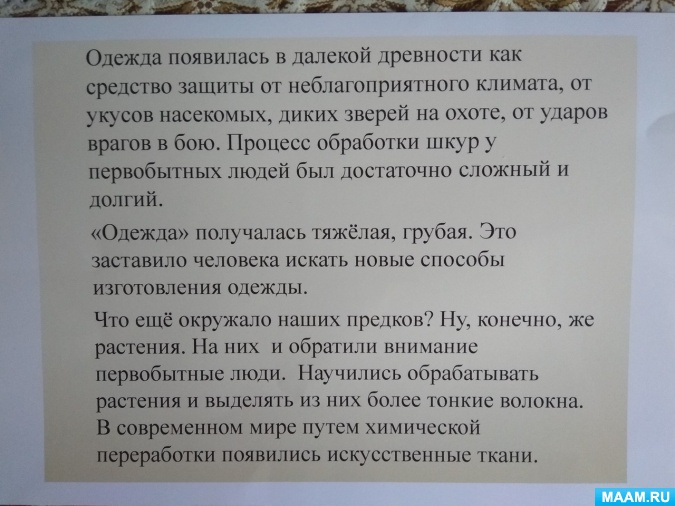 Одежда появилась в далекой древности как
средство защиты от неблагоприятного климата, от
укусов насекомых, диких зверей на охоте, от ударов
врагов в бою. Процесс обработки шкур у
первобытных людей был достаточно сложный и
долгий.
«Одежда» получалась тяжёлая, грубая. Это
заставило человека искать новые способы
изготовления одежды.
Что ещё окружало наших предков? Ну, конечно, же
растения. На них и обратили внимание
первобытные люди. Научились обрабатывать
растения и выделять из них более тонкие волокна.
В современном мире путем химической
переработки появились искусственные ткани.
MAAM.RU